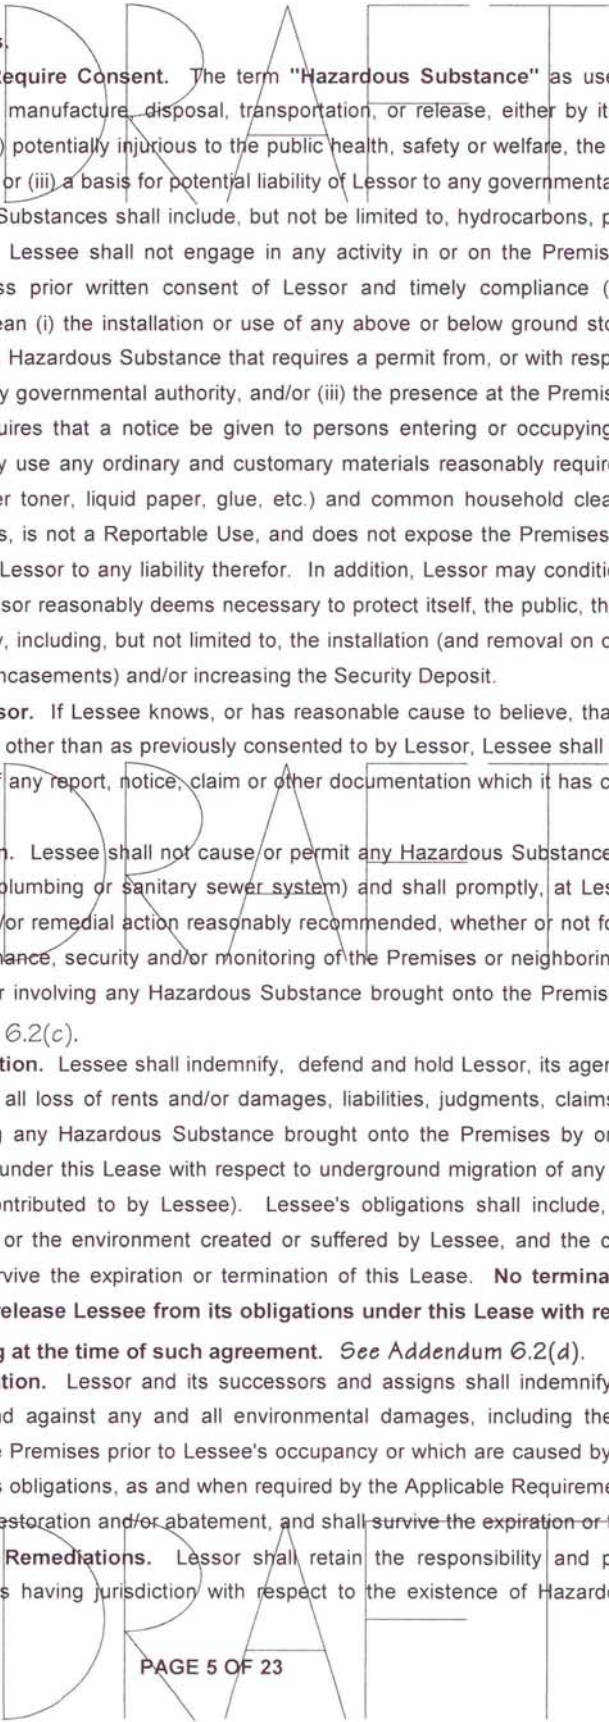 s.
Require Consent. The term "Hazardous Substance" as use
manufacture, disposal, transportation, or release, either by it
) potentially injurious to the public health, safety or welfare, the
or (iii) a basis for potential liability of Lessor to any governmenta
Substances shall include, but not be limited to, hydrocarbons, p
Lessee shall not engage in any activity in or on the Premis
ss prior written consent of Lessor and timely compliance (
ean (i) the installation or use of any above or below ground sto
Hazardous Substance that requires a permit from, or with resp
y governmental authority, and/or (iii) the presence at the Premis
uires that a notice be given to persons entering or occupying
y use any ordinary and customary materials reasonably require
er toner, liquid paper, glue, etc.) and common household clea
s, is not a Reportable Use, and does not expose the Premises
Lessor to any liability therefor. In addition, Lessor may conditio
sor reasonably deems necessary to protect itself, the public, th
y, including, but not limited to, the installation (and removal on o
ncasements) and/or increasing the Security Deposit.
sor. If Lessee knows, or has reasonable cause to believe, tha
other than as previously consented to by Lessor, Lessee shall
f any report, notice, claim or other documentation which it has c
n. Lessee shall not cause or permit any Hazardous Substance
plumbing or sanitary sewer system) and shall promptly, at Les
/or remedial action reasonably recommended, whether or not fo
nance, security and/or monitoring of the Premises or neighborin
r involving any Hazardous Substance brought onto the Premis
6.2(c).
tion. Lessee shall indemnify, defend and hold Lessor, its agen
all loss of rents and/or damages, liabilities, judgments, claims
g any Hazardous Substance brought onto the Premises by or
under this Lease with respect to underground migration of any
ontributed to by Lessee). Lessee's obligations shall include,
or the environment created or suffered by Lessee, and the c
rvive the expiration or termination of this Lease. No termina
release Lessee from its obligations under this Lease with re
g at the time of such agreement. See Addendum 6.2(d).
tion. Lessor and its successors and assigns shall indemnify
nd against any and all environmental damages, including the
e Premises prior to Lessee's occupancy or which are caused by
s obligations, as and when required by the Applicable Requireme
estoration and/or abatement, and shall survive the expiration or t
Remediations. Lessor shall retain the responsibility and p
s having jurisdiction with respect to the existence of Hazardo
PAGE 5 OF 23
DRAFT
DRAFT
DRAFT